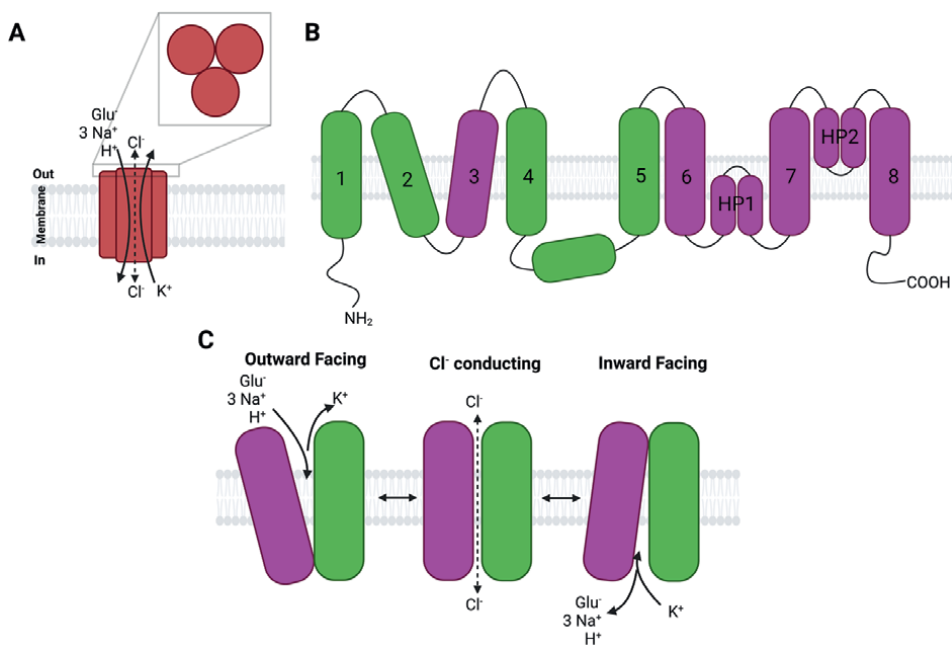 A
Glu⁻
3 Na⁺
H⁺
Cl⁻
Out
Membrane
In
Cl⁻
K⁺
B
1
2
3
4
5
6
HP1
7
HP2
8
NH₂
COOH
C
Outward Facing
Cl⁻ conducting
Inward Facing
Glu⁻
3 Na⁺
H⁺
K⁺
Cl⁻
Cl⁻
Glu⁻
3 Na⁺
H⁺
K⁺